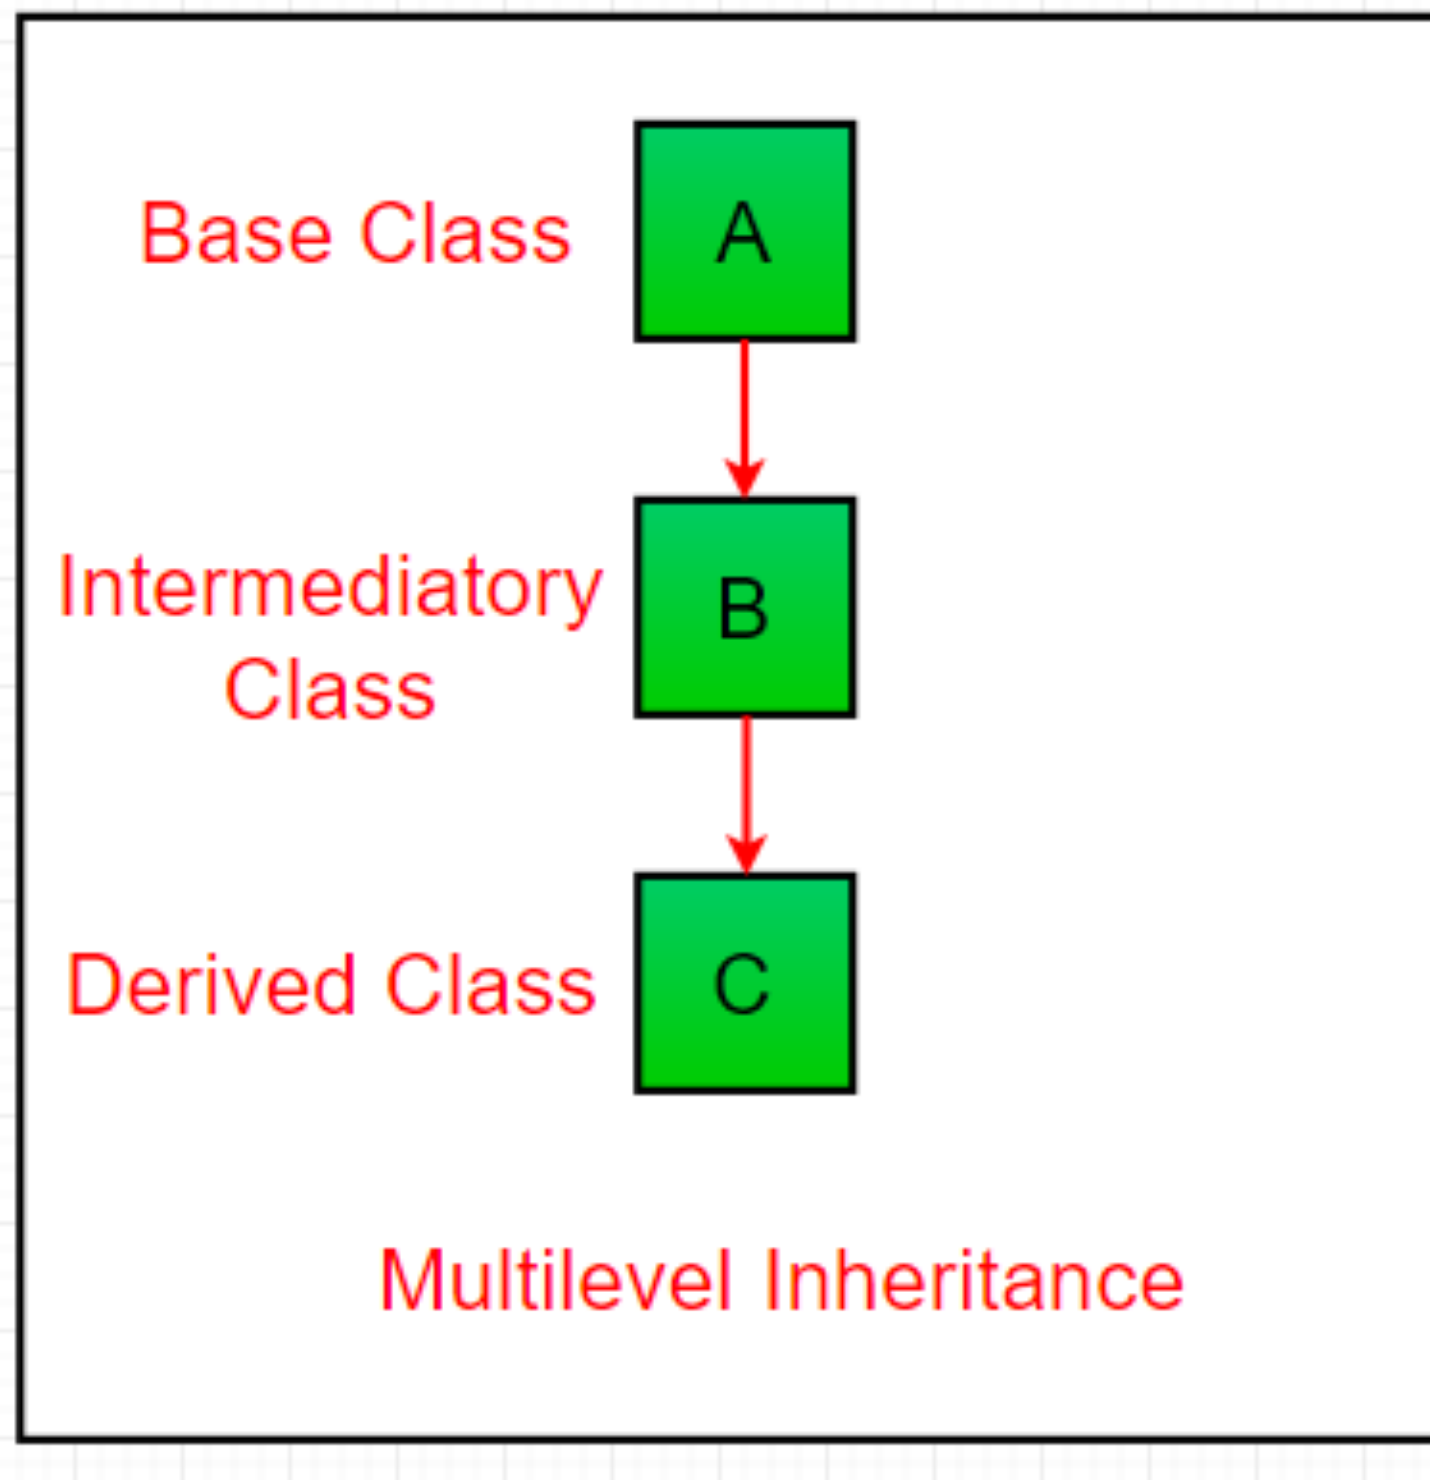 Base Class
A
Intermediatory
Class
B
Derived Class
C
Multilevel Inheritance